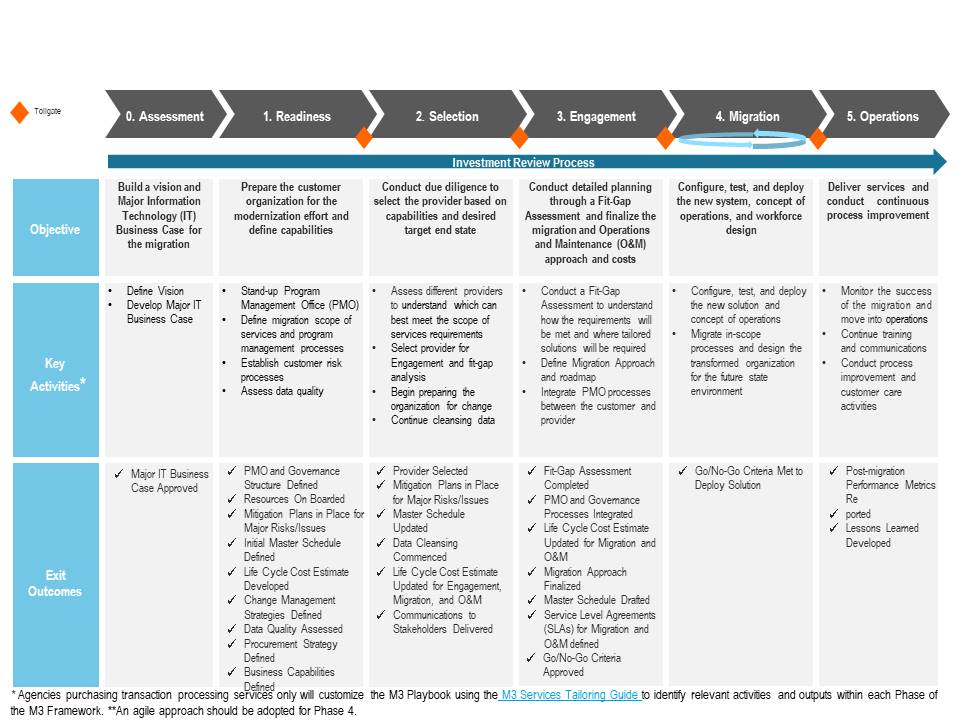 Tollgate
0. Assessment
1. Readiness
2. Selection
3. Engagement
4. Migration
5. Operations
Investment Review Process
Objective
Build a vision and
Major Information
Technology (IT)
Business Case for
the migration
Prepare the customer
organization for the
modernization effort and
define capabilities
Conduct due diligence to
select the provider based on
capabilities and desired
target end state
Conduct detailed planning
through a Fit-Gap
Assessment and finalize the
migration and Operations
and Maintenance (O&M)
approach and costs
Configure, test, and deploy
the new system, concept of
operations, and workforce
design
Deliver services and
conduct continuous
process improvement
Key
Activities*
• Define Vision
• Develop Major IT
Business Case
• Stand-up Program
Management Office (PMO)
• Define migration scope of
services and program
management processes
• Establish customer risk
processes
• Assess data quality
• Assess different providers
to understand which can
best meet the scope of
services requirements
• Select provider for
Engagement and fit-gap
analysis
• Begin preparing the
organization for change
• Continue cleansing data
• Conduct a Fit-Gap
Assessment to understand
how the requirements will
be met and where tailored
solutions will be required
• Define Migration Approach
and roadmap
• Integrate PMO processes
between the customer and
provider
• Configure, test, and deploy
the new solution and
concept of operations
• Migrate in-scope
processes and design the
transformed organization
for the future state
environment
• Monitor the success
of the migration and
move into operations
• Continue training
and communications
• Conduct process
improvement and
customer care
activities
Exit
Outcomes
✓ Major IT Business
Case Approved
✓ PMO and Governance
Structure Defined
✓ Resources On Boarded
✓ Mitigation Plans in Place for
Major Risks/Issues
✓ Initial Master Schedule
Defined
✓ Life Cycle Cost Estimate
Developed
✓ Change Management
Strategies Defined
✓ Data Quality Assessed
✓ Procurement Strategy
Defined
✓ Business Capabilities
Defined
✓ Provider Selected
✓ Mitigation Plans in Place
for Major Risks/Issues
✓ Master Schedule
Updated
✓ Data Cleansing
Commenced
✓ Life Cycle Cost Estimate
Updated for Engagement,
Migration, and O&M
✓ Communications to
Stakeholders Delivered
✓ Fit-Gap Assessment
Completed
✓ PMO and Governance
Processes Integrated
✓ Life Cycle Cost Estimate
Updated for Migration and
O&M
✓ Migration Approach
Finalized
✓ Master Schedule Drafted
✓ Service Level Agreements
(SLAs) for Migration and
O&M defined
✓ Go/No-Go Criteria
Approved
✓ Go/No-Go Criteria Met to
Deploy Solution
✓ Post-migration
Performance Metrics
Re
✓ ported
✓ Lessons Learned
Developed
* Agencies purchasing transaction processing services only will customize the M3 Playbook using the M3 Services Tailoring Guide to identify relevant activities and outputs within each Phase of
the M3 Framework. **An agile approach should be adopted for Phase 4.